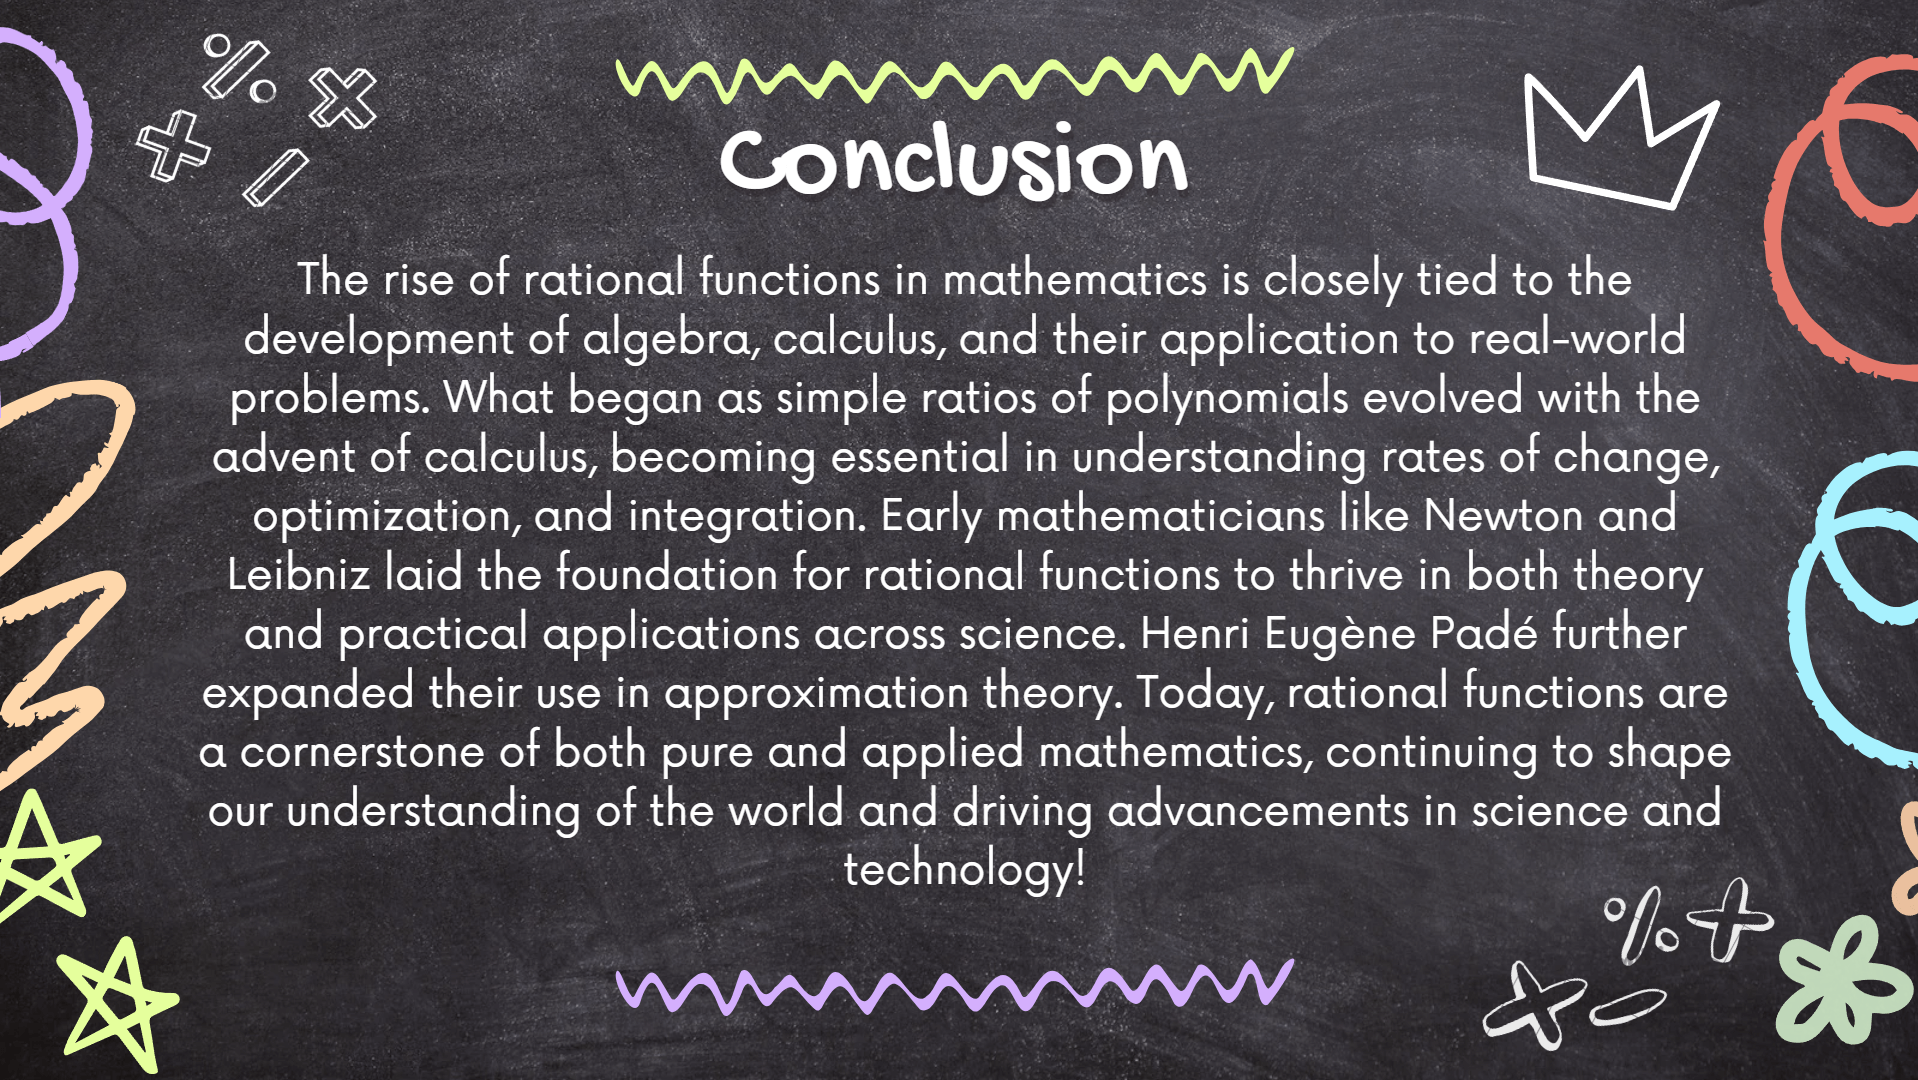 Conclusion
The rise of rational functions in mathematics is closely tied to the
development of algebra, calculus, and their application to real-world
problems. What began as simple ratios of polynomials evolved with the
advent of calculus, becoming essential in understanding rates of change,
optimization, and integration. Early mathematicians like Newton and
Leibniz laid the foundation for rational functions to thrive in both theory
and practical applications across science. Henri Eugène Padé further
expanded their use in approximation theory. Today, rational functions are
a cornerstone of both pure and applied mathematics, continuing to shape
our understanding of the world and driving advancements in science and
technology!